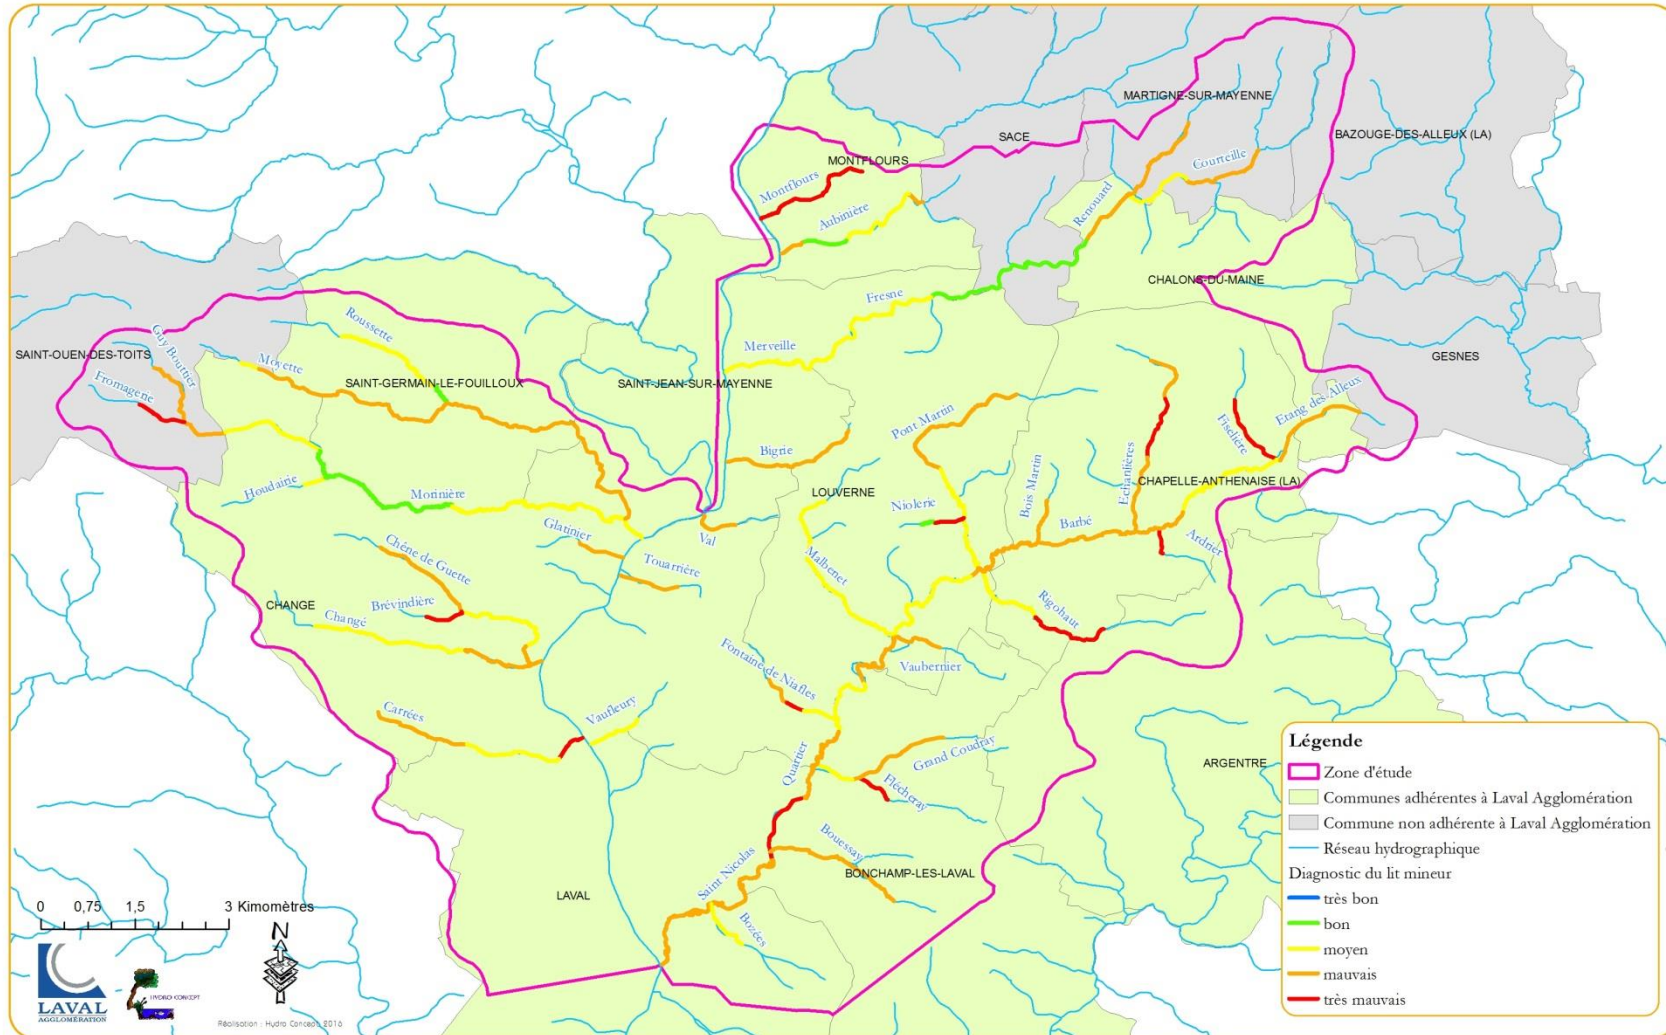 MARTIGNE-SUR-MAYENNE
SACE
BAZOUGE-DES-ALLEUX (LA)
MONTFLOURS
Courteille
Montflours
Renouard
Aubinière
CHALONS-DU-MAINE
Fresne
Roussette
Guy Bouttier
Merveille
SAINT-OUEN-DES-TOITS
GESNES
Moyette
SAINT-GERMAIN-LE-FOUILLOUX
SAINT-JEAN-SUR-MAYENNE
Fromagerie
Etang des Alleux
Pont Martin
Fiselière
Bigrie
Echantières
CHAPELLE-ANTHENAISE (LA)
Houdairie
LOUVERNE
Bois Martin
Morinière
Niolerie
Barbé
Glatinier
Val
Ardrier
Chêne de Guette
Touarrière
Malbenet
Brévindière
CHANGE
Rigohaut
Changé
Vaubernier
Fontaine de Niafles
Carrées
Vaufleury
Quartier
Grand Coudray
ARGENTRE
Flécheray
Bouessay
Saint Nicolas
BONCHAMP-LES-LAVAL
LAVAL
Bozées
Légende
Zone d'étude
Communes adhérentes à Laval Agglomération
Commune non adhérente à Laval Agglomération
Réseau hydrographique
Diagnostic du lit mineur
très bon
bon
moyen
mauvais
très mauvais
0 0,75 1,5 3 Kimomètres
N
LAVAL
AGGLOMÉRATION
HYDRO CONCEPT
Réalisation : Hydro Concept 2016